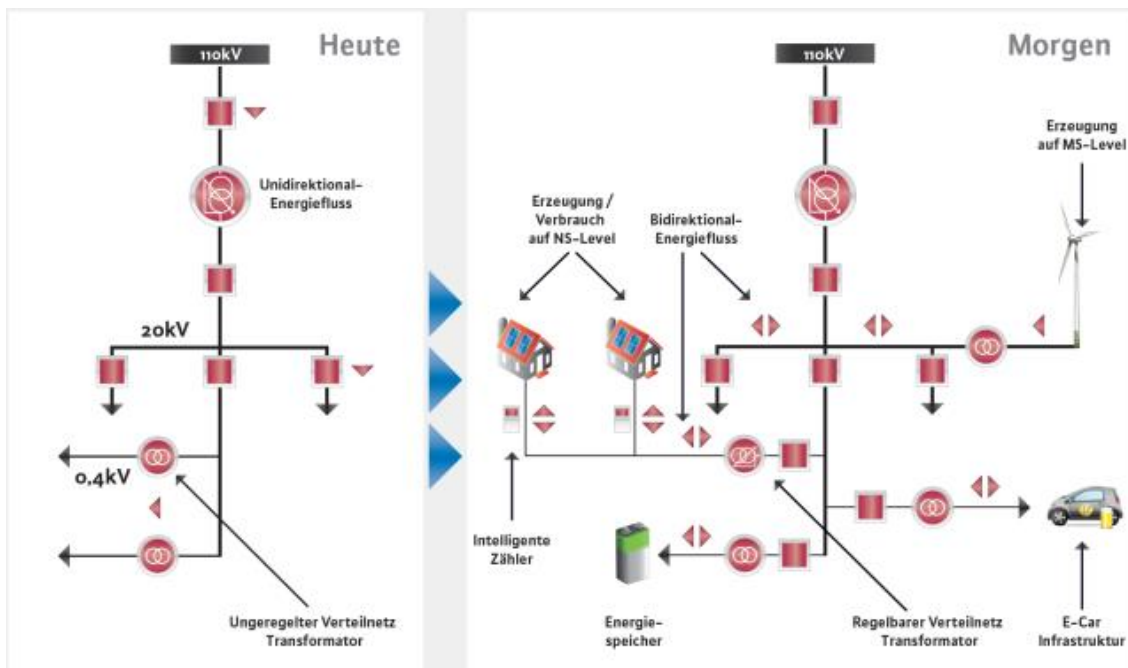 Heute
110kV
Unidirektional-
Energiefluss
20kV
0,4kV
Ungeregelter Verteilnetz
Transformator
Morgen
110kV
Erzeugung
auf MS-Level
Erzeugung /
Verbrauch
auf NS-Level
Bidirektional-
Energiefluss
Intelligente
Zähler
Energie-
speicher
Regelbarer Verteilnetz
Transformator
E-Car
Infrastruktur